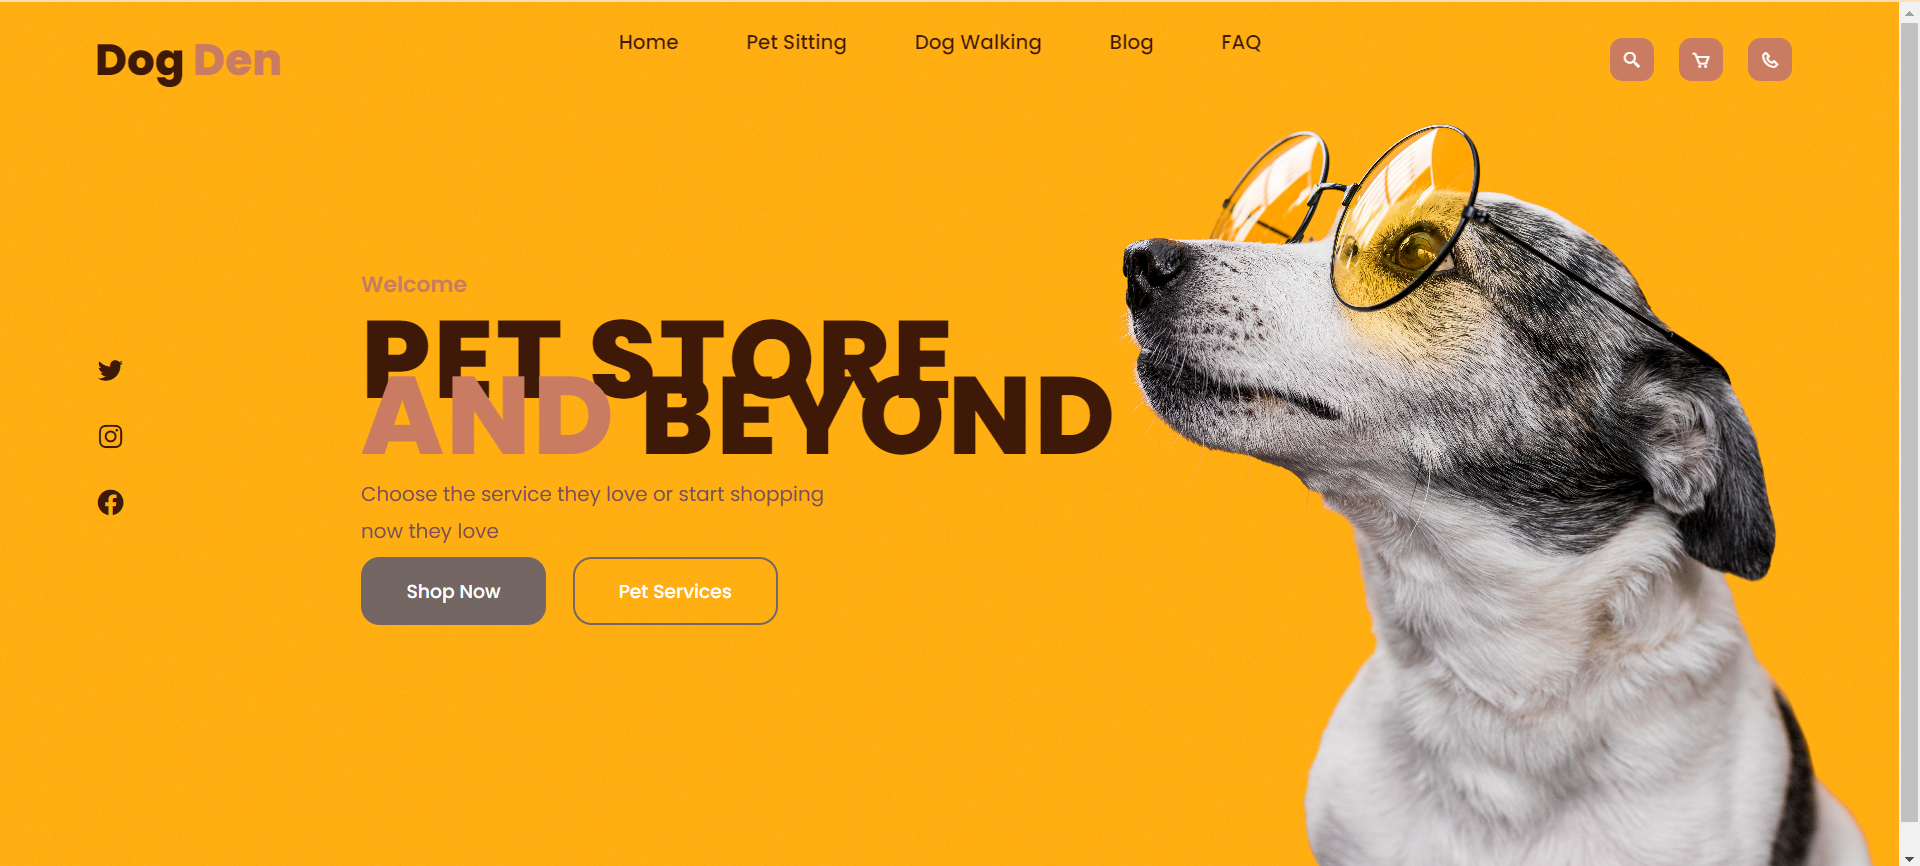 Dog Den
Home Pet Sitting Dog Walking Blog FAQ
Welcome
PET STORE
AND BEYOND
Choose the service they love or start shopping
now they love
Shop Now Pet Services